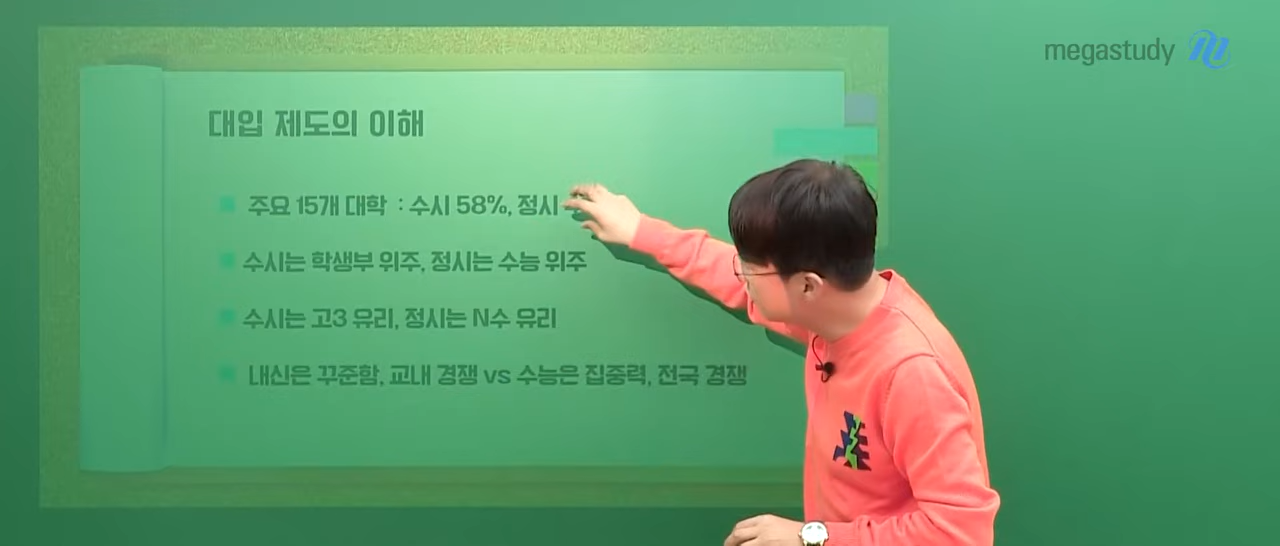 megastudy
대입 제도의 이해
주요 15개 대학 : 수시 58%, 정시
수시는 학생부 위주, 정시는 수능 위주
수시는 고3 유리, 정시는 N수 유리
내신은 꾸준함, 교내 경쟁 vs 수능은 집중력, 전국 경쟁